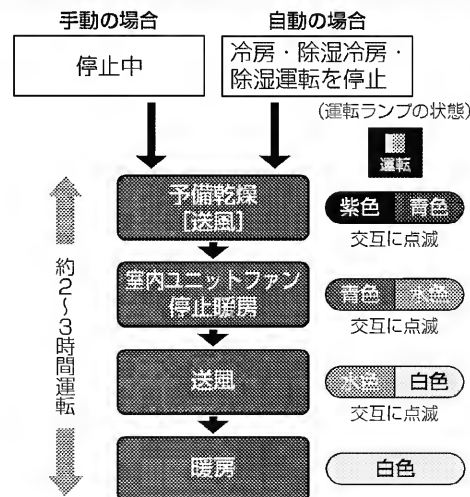 手動の場合
停止中
自動の場合
冷房・除湿冷房・
除湿運転を停止
(運転ランプの状態)
運転
予備乾燥
[送風]
紫色 青色
交互に点滅
室内ユニットファン
停止暖房
青色 水色
交互に点滅
送風
水色 白色
交互に点滅
暖房
白色
約2~3時間運転